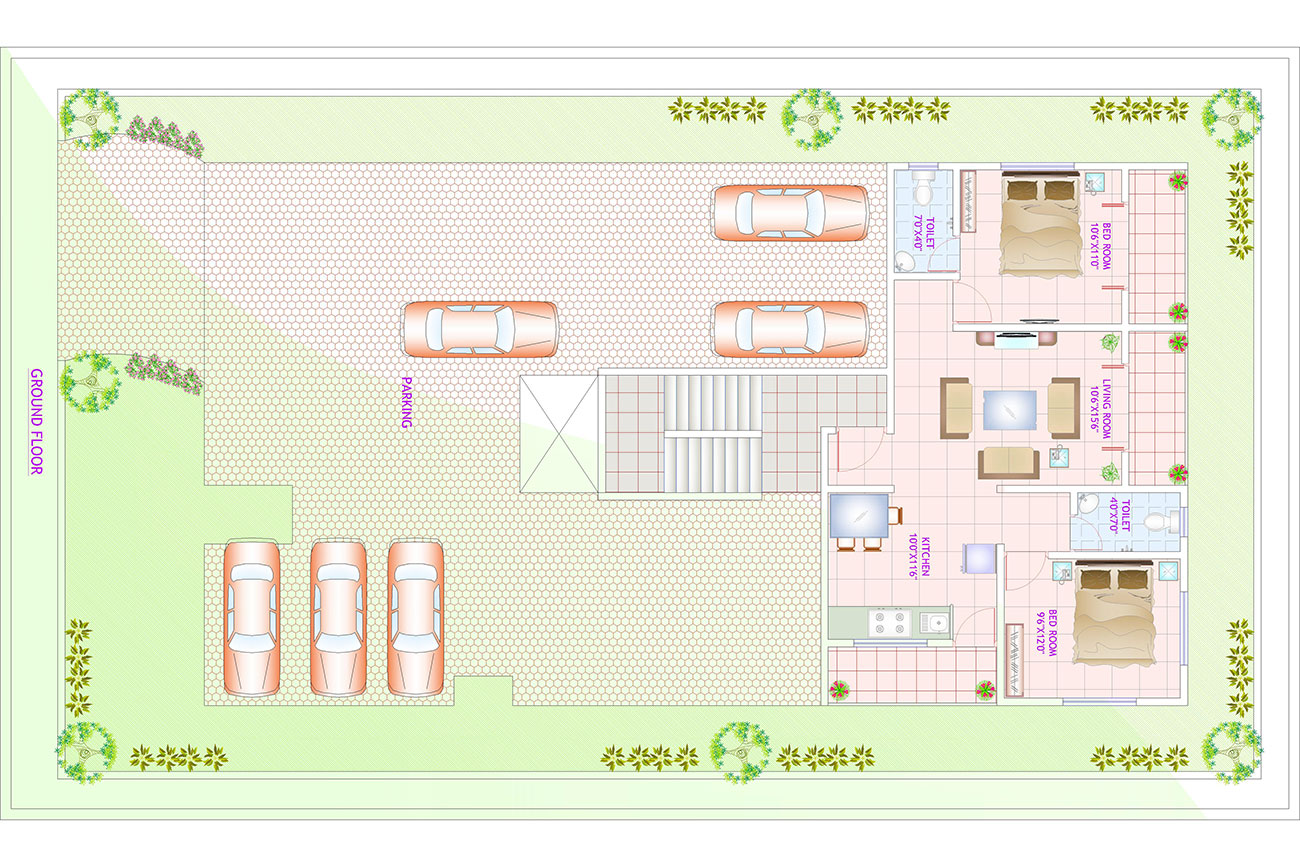 GROUND FLOOR
PARKING
TOILET
7'0"X4'0"
BED ROOM
10'6"X11'0"
LIVING ROOM
10'6"X15'6"
TOILET
4'0"X7'0"
KITCHEN
10'0"X11'6"
BED ROOM
9'6"X12'0"